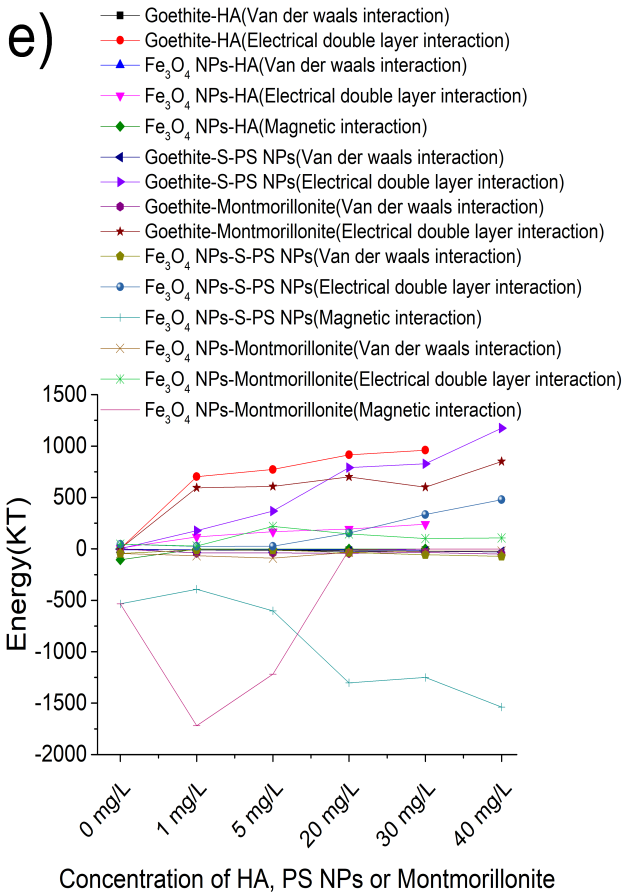 e)
Goethite-HA(Van der waals interaction)
Goethite-HA(Electrical double layer interaction)
Fe3O4 NPs-HA(Van der waals interaction)
Fe3O4 NPs-HA(Electrical double layer interaction)
Fe3O4 NPs-HA(Magnetic interaction)
Goethite-S-PS NPs(Van der waals interaction)
Goethite-S-PS NPs(Electrical double layer interaction)
Goethite-Montmorillonite(Van der waals interaction)
Goethite-Montmorillonite(Electrical double layer interaction)
Fe3O4 NPs-S-PS NPs(Van der waals interaction)
Fe3O4 NPs-S-PS NPs(Electrical double layer interaction)
Fe3O4 NPs-S-PS NPs(Magnetic interaction)
Fe3O4 NPs-Montmorillonite(Van der waals interaction)
Fe3O4 NPs-Montmorillonite(Electrical double layer interaction)
Fe3O4 NPs-Montmorillonite(Magnetic interaction)
1500
1000
500
0
-500
-1000
-1500
-2000
Energy(KT)
0 mg/L
1 mg/L
5 mg/L
20 mg/L
30 mg/L
40 mg/L
Concentration of HA, PS NPs or Montmorillonite